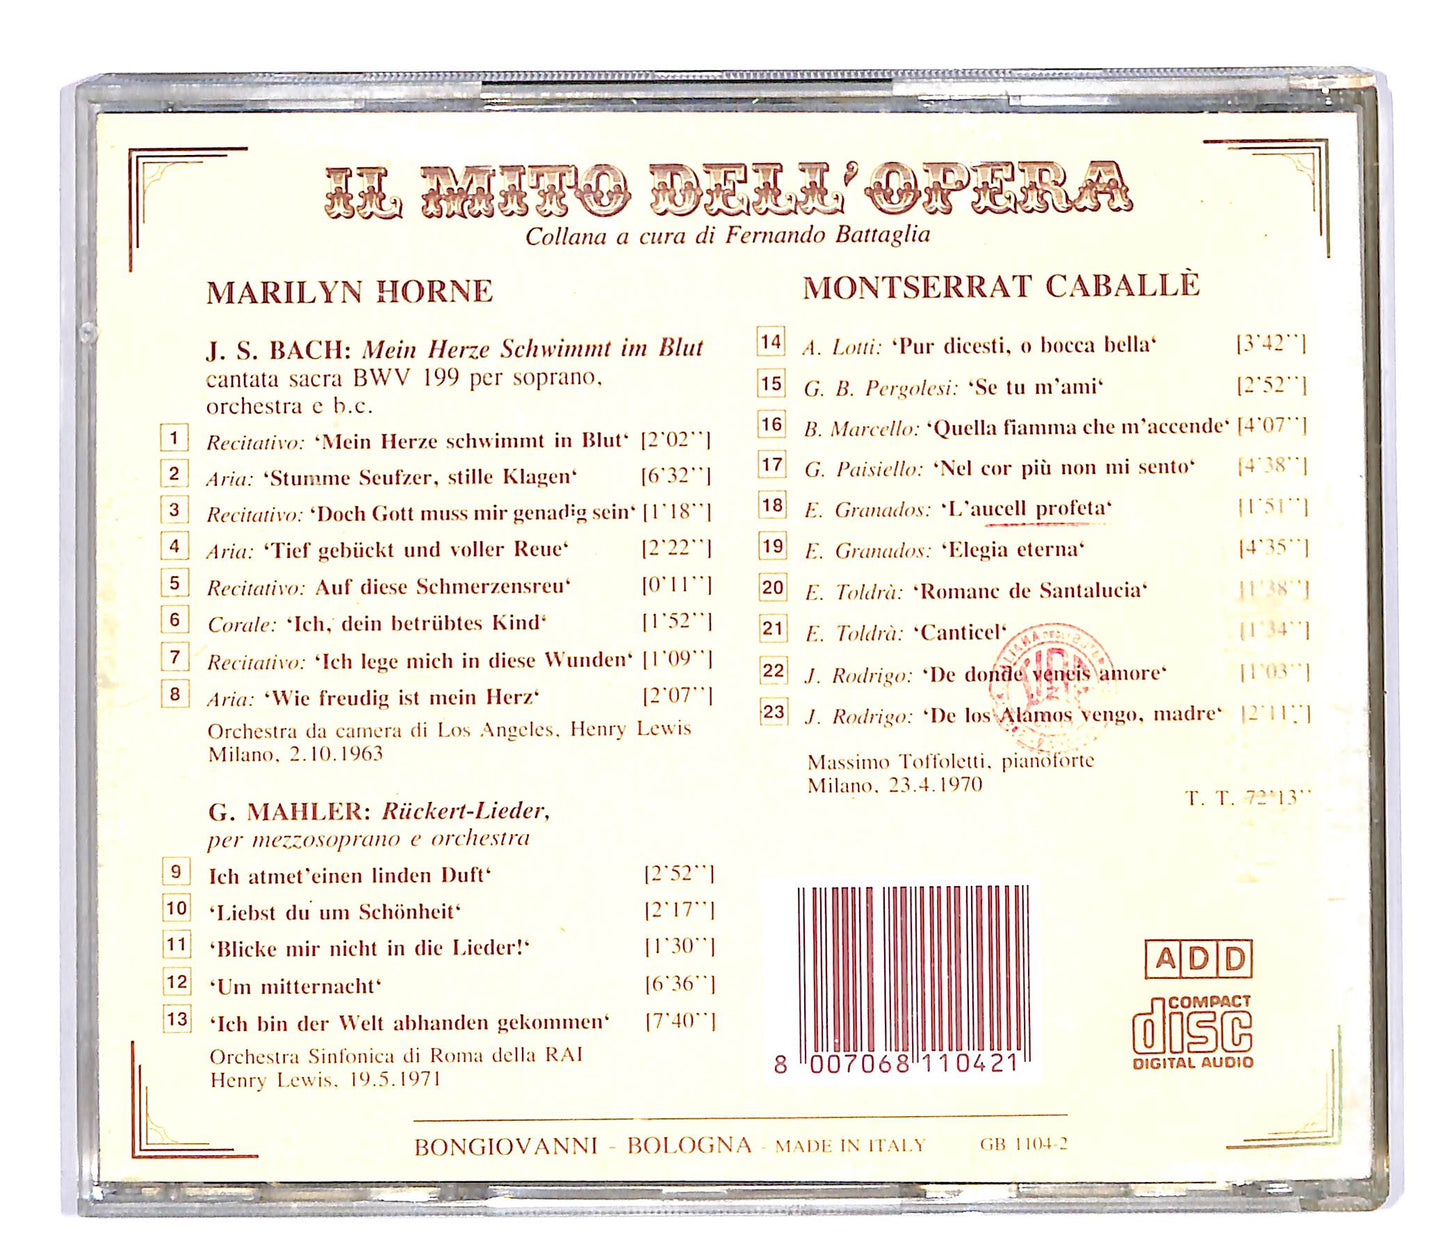 IL MITO DELL'OPERA
Collana a cura di Fernando Battaglia
MARILYN HORNE
J. S. BACH: Mein Herze Schwimmt im Blut
cantata sacra BWV 199 per soprano,
orchestra e b.c.
1 Recitativo: ‘Mein Herze schwimmt in Blut‘ [2'02'']
2 Aria: ‘Stumme Seufzer, stille Klagen‘ [6'32'']
3 Recitativo: ‘Doch Gott muss mir genadig sein‘ [1'18'']
4 Aria: ‘Tief gebückt und voller Reue‘ [2'22'']
5 Recitativo: Auf diese Schmerzensreu‘ [0'11'']
6 Corale: ‘Ich, dein betrübtes Kind‘ [1'52'']
7 Recitativo: ‘Ich lege mich in diese Wunden‘ [1'09'']
8 Aria: ‘Wie freudig ist mein Herz‘ [2'07'']
Orchestra da camera di Los Angeles, Henry Lewis
Milano, 2.10.1963
G. MAHLER: Rückert-Lieder,
per mezzosoprano e orchestra
9 Ich atmet'einen linden Duft‘ [2'52'']
10 ‘Liebst du um Schönheit‘ [2'17'']
11 ‘Blicke mir nicht in die Lieder!‘ [1'30'']
12 ‘Um mitternacht‘ [6'36'']
13 ‘Ich bin der Welt abhanden gekommen‘ [7'40'']
Orchestra Sinfonica di Roma della RAI
Henry Lewis, 19.5.1971
MONTSERRAT CABALLÈ
14 A. Lotti: ‘Pur dicesti, o bocca bella‘ [3'42'']
15 G. B. Pergolesi: ‘Se tu m'ami‘ [2'52'']
16 B. Marcello: ‘Quella fiamma che m'accende‘ [4'07'']
17 G. Paisiello: ‘Nel cor più non mi sento‘ [4'38'']
18 E. Granados: ‘L'aucell profeta‘ [1'51'']
19 E. Granados: ‘Elegia eterna‘ [4'35'']
20 E. Toldrà: ‘Romanc de Santalucia‘ [1'38'']
21 E. Toldrà: ‘Canticel‘ [1'34'']
22 J. Rodrigo: ‘De donde veneis amore‘ [1'03'']
23 J. Rodrigo: ‘De los Alamos vengo, madre‘ [2'11'']
Massimo Toffoletti, pianoforte
Milano, 23.4.1970
T. T. 72'13''
8 007068 110421
ADD
COMPACT
disc
DIGITAL AUDIO
BONGIOVANNI - BOLOGNA - MADE IN ITALY GB 1104-2